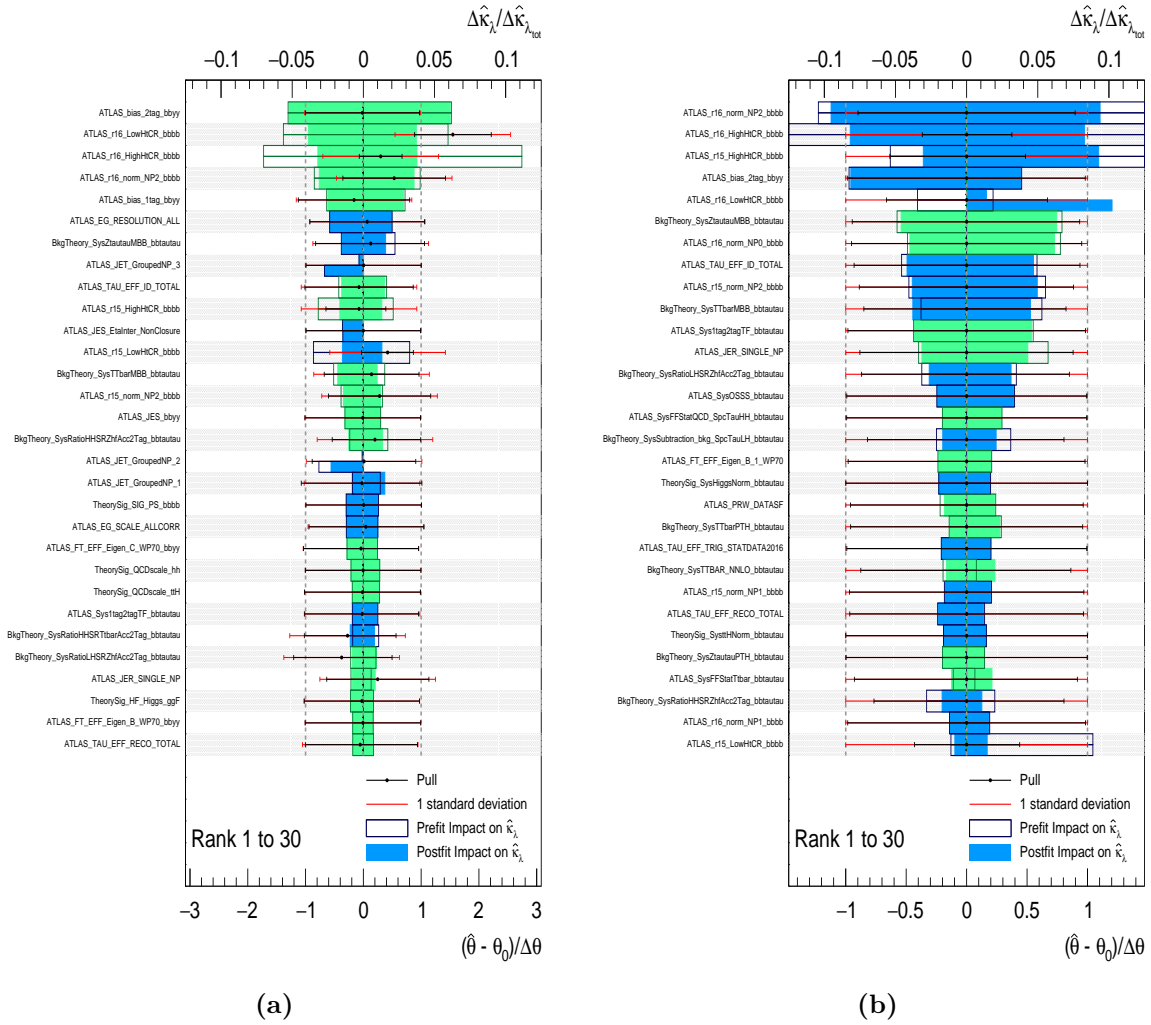 Δκ̂λ/Δκ̂λtot
−0.1 −0.05 0 0.05 0.1
ATLAS_bias_2tag_bbyy
ATLAS_r16_LowHtCR_bbbb
ATLAS_r16_HighHtCR_bbbb
ATLAS_r16_norm_NP2_bbbb
ATLAS_bias_1tag_bbyy
ATLAS_EG_RESOLUTION_ALL
BkgTheory_SysZtautauMBB_bbtautau
ATLAS_JET_GroupedNP_3
ATLAS_TAU_EFF_ID_TOTAL
ATLAS_r15_HighHtCR_bbbb
ATLAS_JES_EtaInter_NonClosure
ATLAS_r15_LowHtCR_bbbb
BkgTheory_SysTTbarMBB_bbtautau
ATLAS_r15_norm_NP2_bbbb
ATLAS_JES_bbyy
BkgTheory_SysRatioHHSRZhfAcc2Tag_bbtautau
ATLAS_JET_GroupedNP_2
ATLAS_JET_GroupedNP_1
TheorySig_SIG_PS_bbbb
ATLAS_EG_SCALE_ALLCORR
ATLAS_FT_EFF_Eigen_C_WP70_bbyy
TheorySig_QCDscale_hh
TheorySig_QCDscale_ttH
ATLAS_Sys1tag2tagTF_bbtautau
BkgTheory_SysRatioHHSRTtbarAcc2Tag_bbtautau
BkgTheory_SysRatioLHSRZhfAcc2Tag_bbtautau
ATLAS_JER_SINGLE_NP
TheorySig_HF_Higgs_ggF
ATLAS_FT_EFF_Eigen_B_WP70_bbyy
ATLAS_TAU_EFF_RECO_TOTAL
Pull
1 standard deviation
Prefit Impact on κ̂λ
Postfit Impact on κ̂λ
Rank 1 to 30
−3 −2 −1 0 1 2 3
(θ̂ - θ0)/Δθ
(a)
Δκ̂λ/Δκ̂λtot
−0.1 −0.05 0 0.05 0.1
ATLAS_r16_norm_NP2_bbbb
ATLAS_r16_HighHtCR_bbbb
ATLAS_r15_HighHtCR_bbbb
ATLAS_bias_2tag_bbyy
ATLAS_r16_LowHtCR_bbbb
BkgTheory_SysZtautauMBB_bbtautau
ATLAS_r16_norm_NP0_bbbb
ATLAS_TAU_EFF_ID_TOTAL
ATLAS_r15_norm_NP2_bbbb
BkgTheory_SysTTbarMBB_bbtautau
ATLAS_Sys1tag2tagTF_bbtautau
ATLAS_JER_SINGLE_NP
BkgTheory_SysRatioLHSRZhfAcc2Tag_bbtautau
ATLAS_SysOSSS_bbtautau
ATLAS_SysFFStatQCD_SpcTauHH_bbtautau
BkgTheory_SysSubtraction_bkg_SpcTauLH_bbtautau
ATLAS_FT_EFF_Eigen_B_1_WP70
TheorySig_SysHiggsNorm_bbtautau
ATLAS_PRW_DATASF
BkgTheory_SysTTbarPTH_bbtautau
ATLAS_TAU_EFF_TRIG_STATDATA2016
BkgTheory_SysTTBAR_NNLO_bbtautau
ATLAS_r15_norm_NP1_bbbb
ATLAS_TAU_EFF_RECO_TOTAL
TheorySig_SysttHNorm_bbtautau
BkgTheory_SysZtautauPTH_bbtautau
ATLAS_SysFFStatTtbar_bbtautau
BkgTheory_SysRatioHHSRZhfAcc2Tag_bbtautau
ATLAS_r16_norm_NP1_bbbb
ATLAS_r15_LowHtCR_bbbb
Pull
1 standard deviation
Prefit Impact on κ̂λ
Postfit Impact on κ̂λ
Rank 1 to 30
−1 −0.5 0 0.5 1
(θ̂ - θ0)/Δθ
(b)